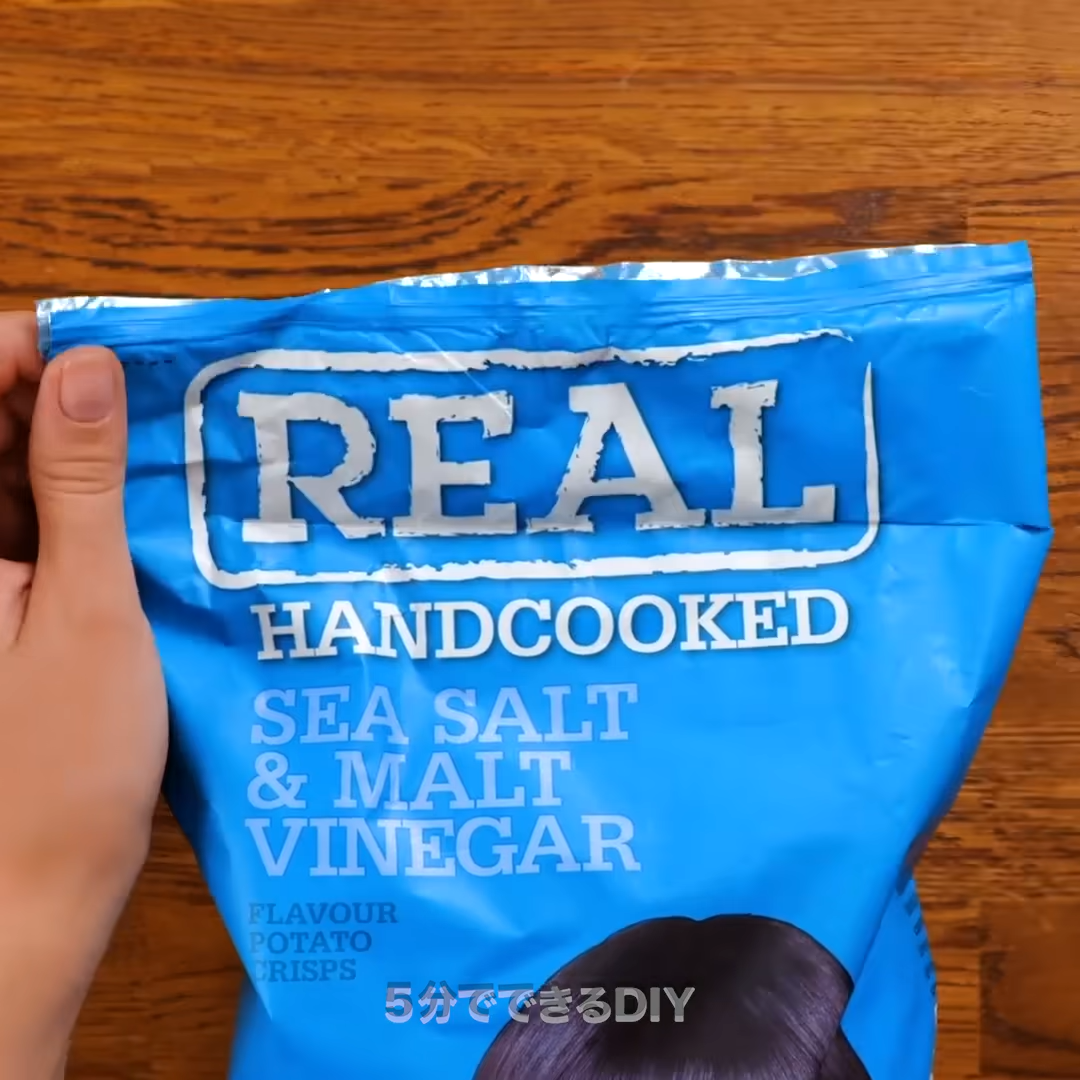 REAL
HANDCOOKED
SEA SALT
& MALT
VINEGAR
FLAVOUR
POTATO
CRISPS
5分でできるDIY